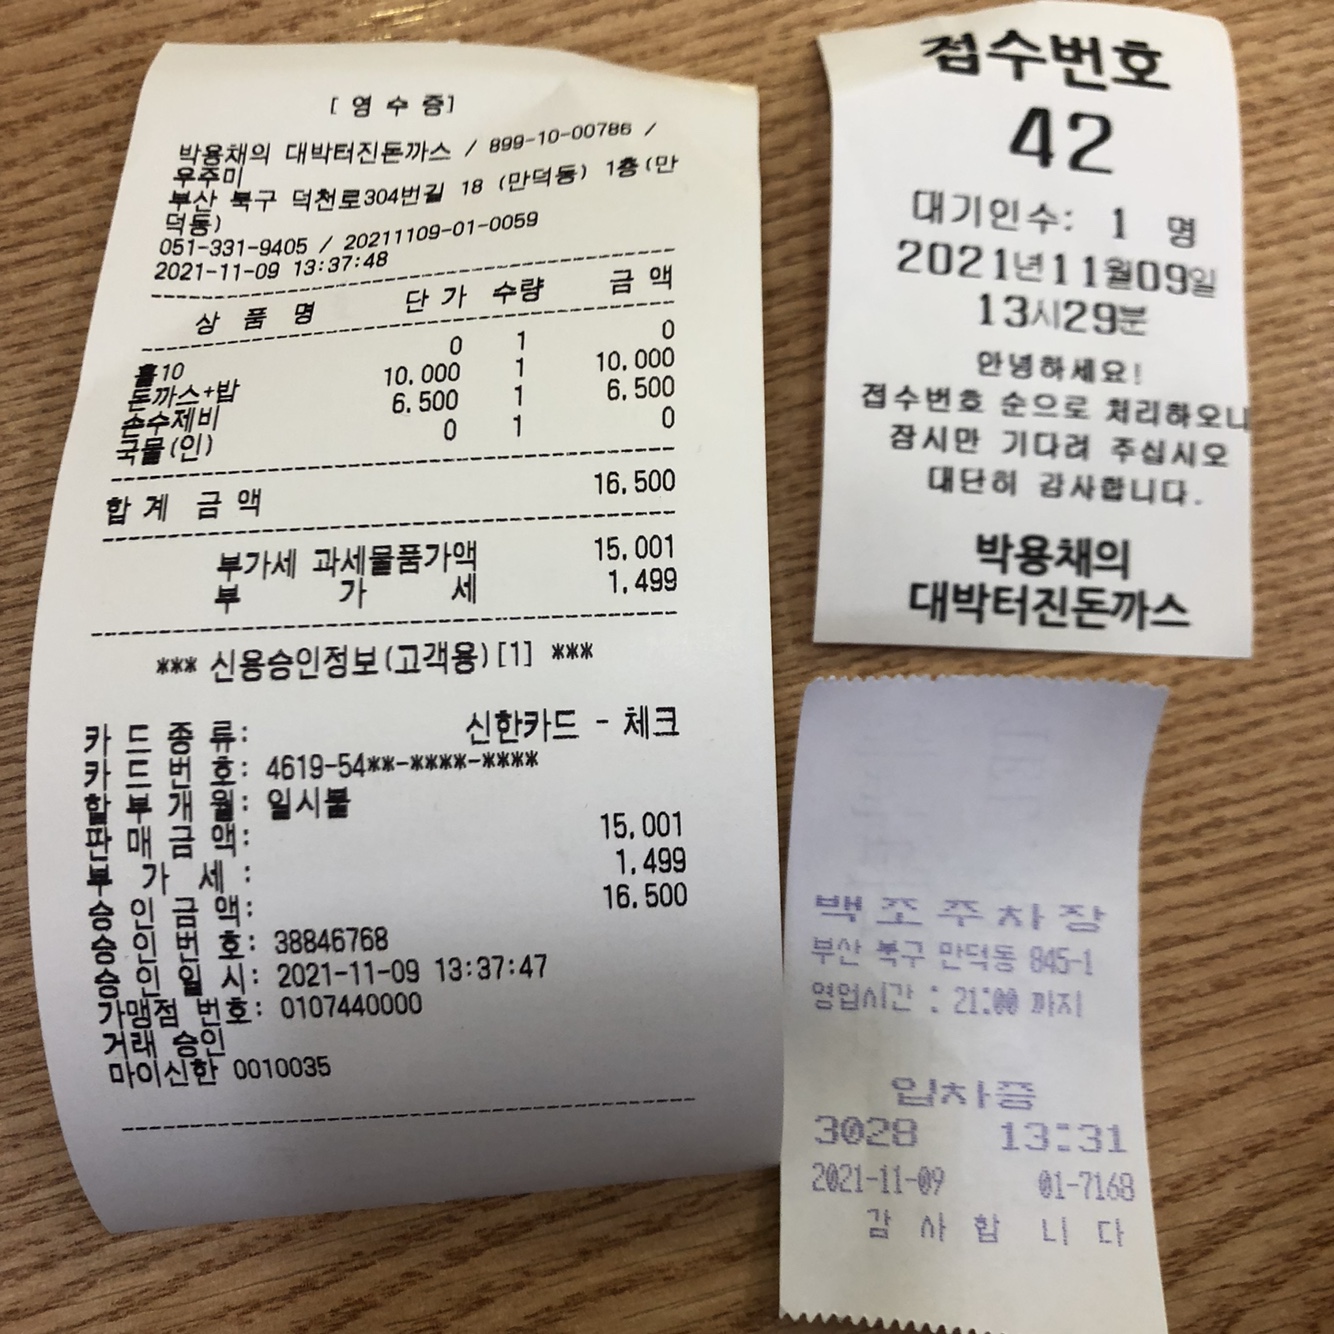 [ 영 수 증]
박용채의 대박터진돈까스 / 899-10-00786 /
우주미
부산 북구 덕천로304번길 18 (만덕동) 1층(만
덕동)
051-331-9405 / 20211109-01-0059
2021-11-09 13:37:48
상 품 명 단 가 수량 금 액
홀10 0 1 0
돈까스+밥 10,000 1 10,000
손수제비 6,500 1 6,500
국물(인) 0 1 0
합 계 금 액 16,500
부가세 과세물품가액 15,001
부 가 세 1,499
*** 신용승인정보(고객용)[1] ***
카 드 종 류: 신한카드 - 체크
카 드 번 호: 4619-54**-****-****
할 부 개 월: 일시불
판 매 금 액: 15,001
부 가 세 : 1,499
승 인 금 액: 16,500
승 인 번 호: 38846768
승 인 일 시: 2021-11-09 13:37:47
가맹점 번호: 0107440000
거래 승인
마이신한 0010035
접수번호
42
대기인수: 1 명
2021년11월09일
13시29분
안녕하세요!
접수번호 순으로 처리하오니
잠시만 기다려 주십시오
대단히 감사합니다.
박용채의
대박터진돈까스
백조주차장
부산 북구 만덕동 845-1
영업시간 : 21:00 까지
입차증
3028 13:31
2021-11-09 01-7168
감 사 합 니 다